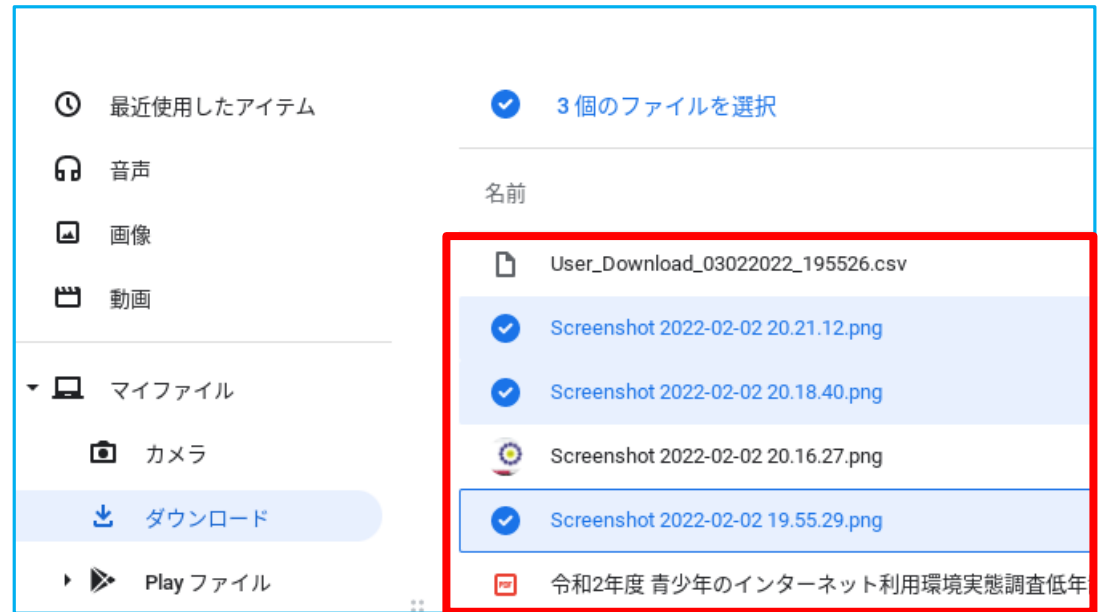 最近使用したアイテム
音声
画像
動画
マイファイル
カメラ
ダウンロード
Play ファイル
3 個のファイルを選択
名前
User_Download_03022022_195526.csv
Screenshot 2022-02-02 20.21.12.png
Screenshot 2022-02-02 20.18.40.png
Screenshot 2022-02-02 20.16.27.png
Screenshot 2022-02-02 19.55.29.png
PDF
令和2年度 青少年のインターネット利用環境実態調査低年